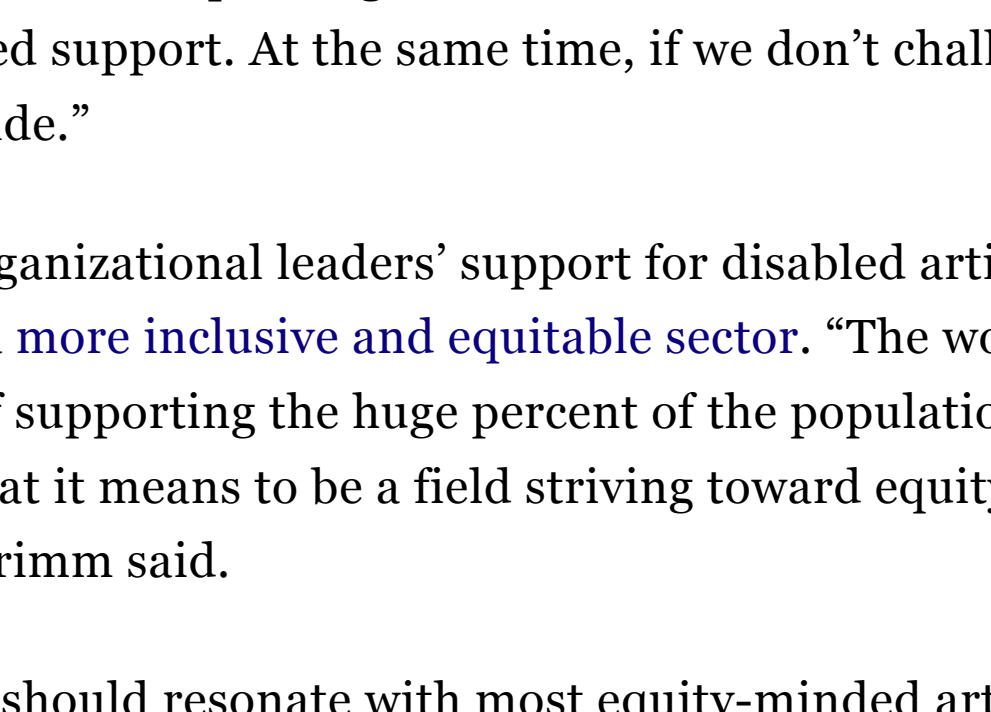 ed support. At the same time, if we don’t chall
de.”
ganizational leaders’ support for disabled arti
more inclusive and equitable sector. “The wo
f supporting the huge percent of the populatio
at it means to be a field striving toward equity
rimm said.
should resonate with most equity-minded art